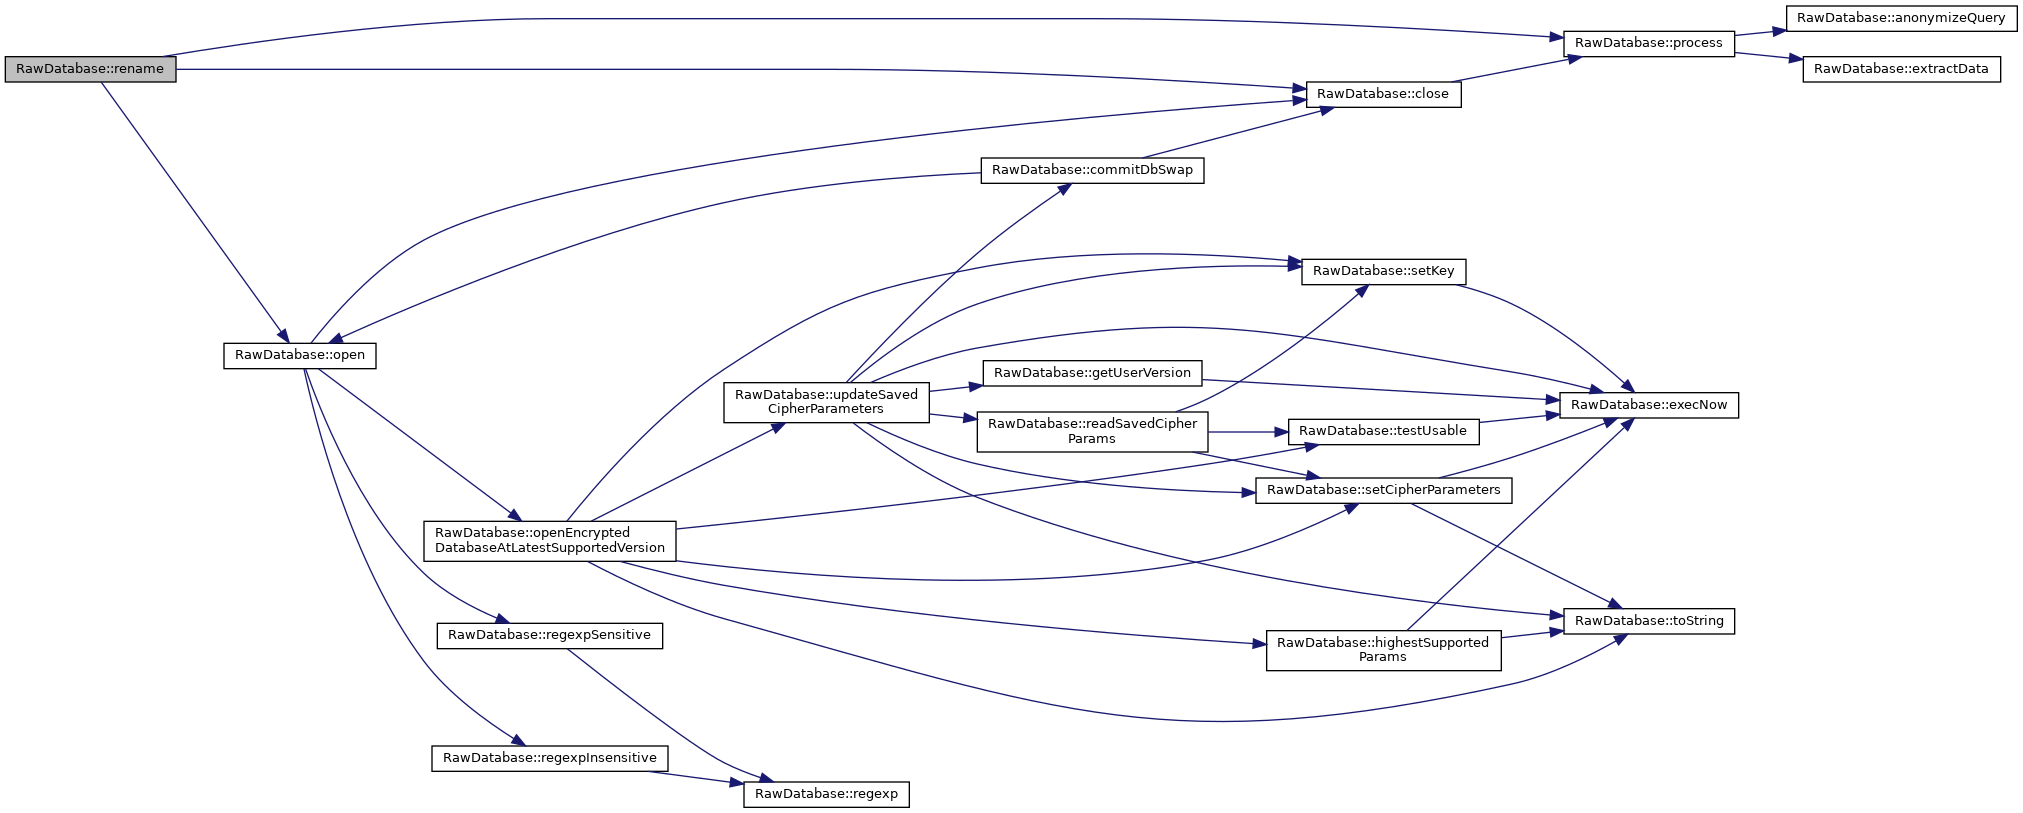 RawDatabase::anonymizeQuery
RawDatabase::process
RawDatabase::rename
RawDatabase::extractData
RawDatabase::close
RawDatabase::commitDbSwap
RawDatabase::setKey
RawDatabase::open
RawDatabase::getUserVersion
RawDatabase::updateSaved
CipherParameters
RawDatabase::execNow
RawDatabase::readSavedCipher
Params
RawDatabase::testUsable
RawDatabase::setCipherParameters
RawDatabase::openEncrypted
DatabaseAtLatestSupportedVersion
RawDatabase::toString
RawDatabase::regexpSensitive
RawDatabase::highestSupported
Params
RawDatabase::regexpInsensitive
RawDatabase::regexp